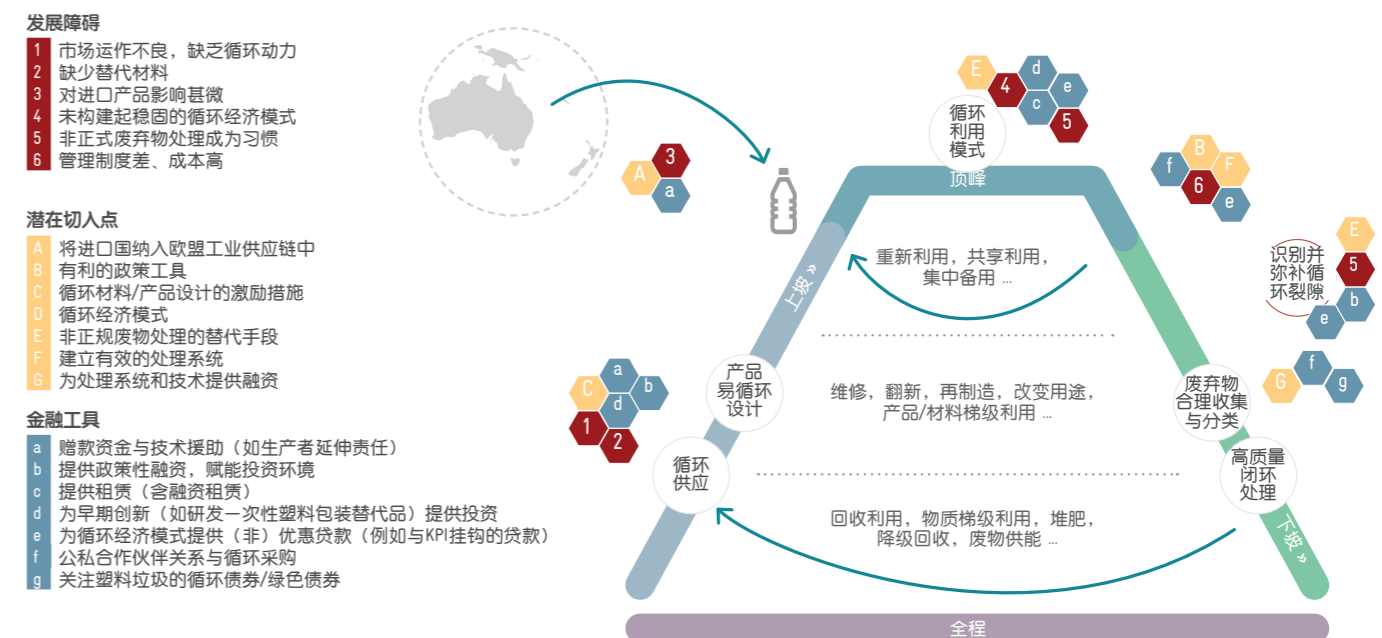 发展障碍
1 市场运作不良，缺乏循环动力
2 缺少替代材料
3 对进口产品影响甚微
4 未构建起稳固的循环经济模式
5 非正式废弃物处理成为习惯
6 管理制度差、成本高
潜在切入点
A 将进口国纳入欧盟工业供应链中
B 有利的政策工具
C 循环材料/产品设计的激励措施
D 循环经济模式
E 非正规废物处理的替代手段
F 建立有效的处理系统
G 为处理系统和技术提供融资
金融工具
a 赠款资金与技术援助（如生产者延伸责任）
b 提供政策性融资，赋能投资环境
c 提供租赁（含融资租赁）
d 为早期创新（如研发一次性塑料包装替代品）提供投资
e 为循环经济模式提供（非）优惠贷款（例如与KPI挂钩的贷款）
f 公私合作伙伴关系与循环采购
g 关注塑料垃圾的循环债券/绿色债券
A
3
a
E
4
d
c
e
5
循环
利用
模式
顶峰
f
B
6
F
e
识别并
弥补循
环裂隙
E
5
b
e
G
f
g
上坡»
重新利用，共享利用，
集中备用 ...
C
a
b
d
1
2
产品
易循环
设计
维修，翻新，再制造，改变用途，
产品/材料梯级利用 ...
废弃物
合理收集
与分类
循环
供应
高质量
闭环
处理
回收利用，物质梯级利用，堆肥，
降级回收，废物供能 ...
下坡»
全程